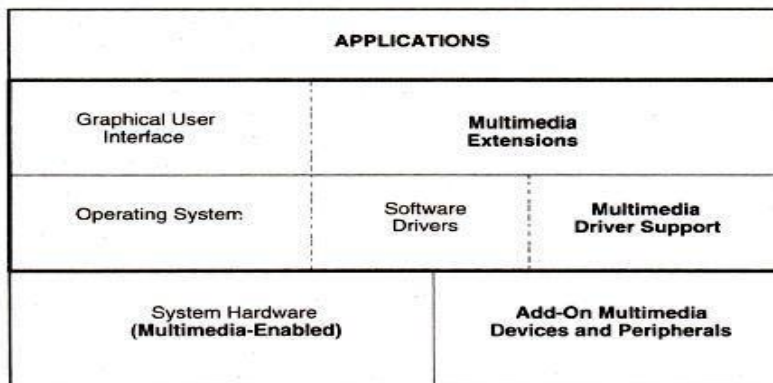 APPLICATIONS
Graphical User
Interface
Multimedia
Extensions
Operating System
Software
Drivers
Multimedia
Driver Support
System Hardware
(Multimedia-Enabled)
Add-On Multimedia
Devices and Peripherals